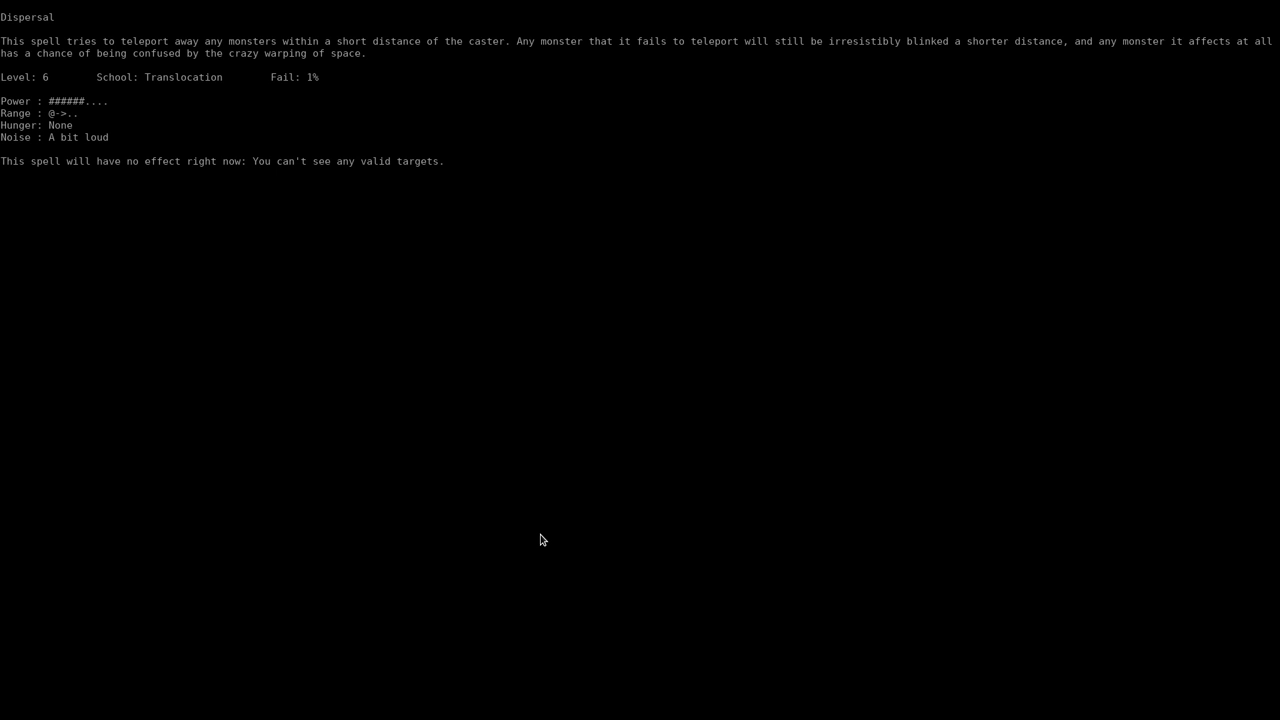 Dispersal
This spell tries to teleport away any monsters within a short distance of the caster. Any monster that it fails to teleport will still be irresistibly blinked a shorter distance, and any monster it affects at all
has a chance of being confused by the crazy warping of space.
Level: 6        School: Translocation        Fail: 1%
Power : ######....
Range : @->..
Hunger: None
Noise : A bit loud
This spell will have no effect right now: You can't see any valid targets.